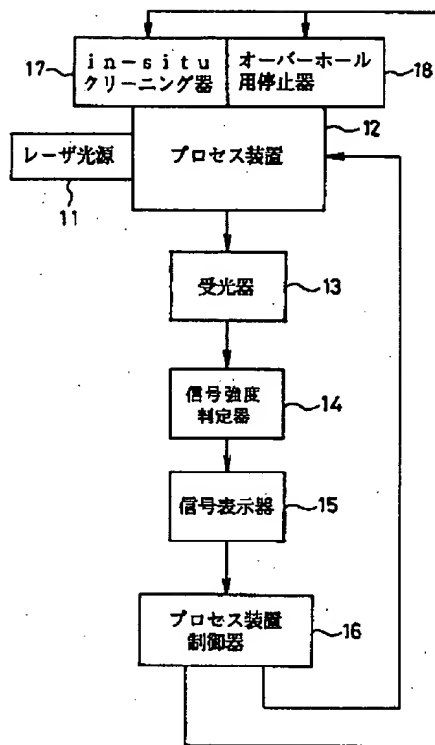 17
in-situ
クリーニング器
オーバーホール
用停止器
18
12
レーザ光源
プロセス装置
11
受光器
13
信号強度
判定器
14
信号表示器
15
プロセス装置
制御器
16